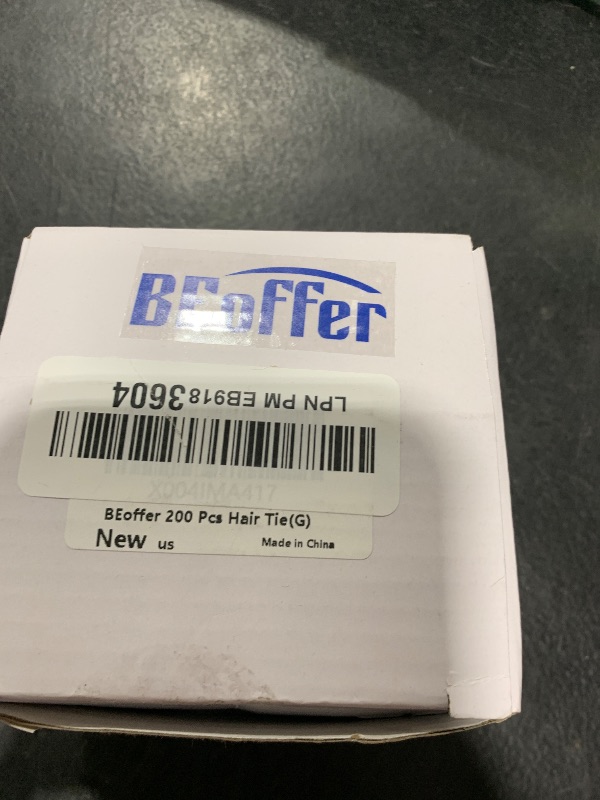 BEoffer
LPN PM EB9183604
X004IMA417
BEoffer 200 Pcs Hair Tie(G)
New us
Made in China